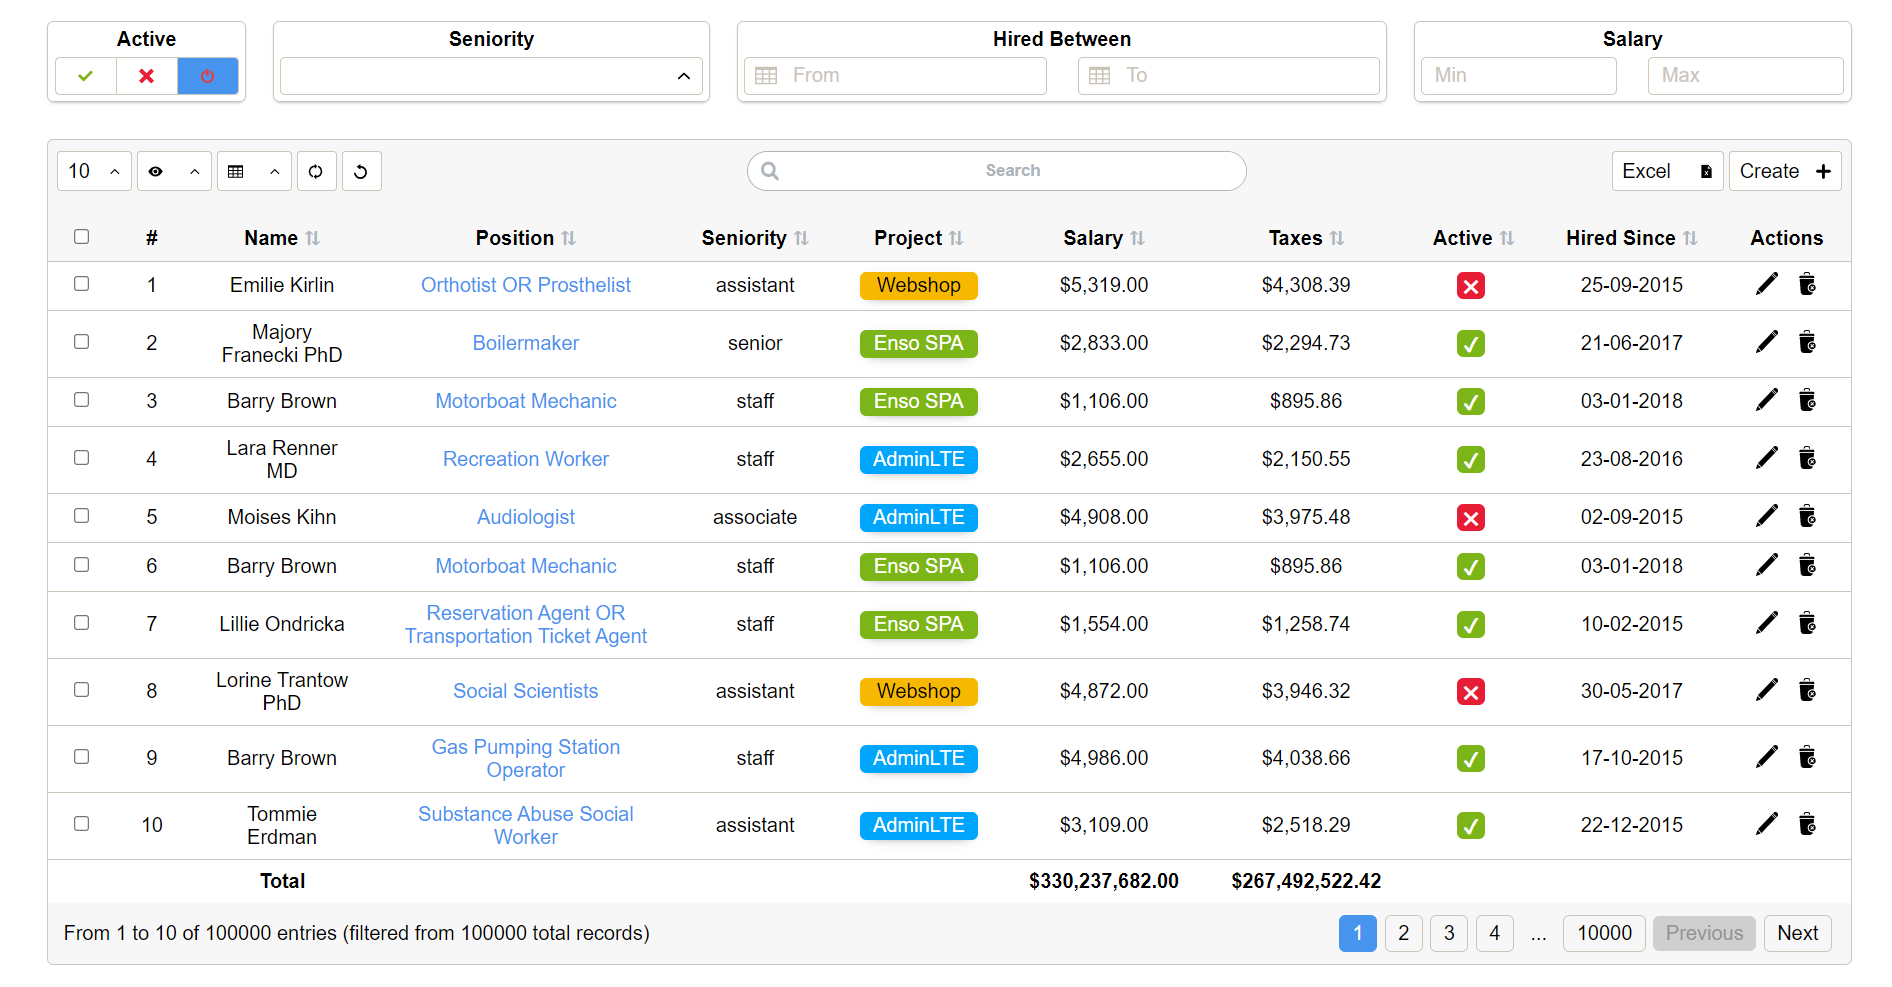 Active
Seniority
Hired Between
Salary
From
To
Min
Max
10
Search
Excel
Create
# Name Position Seniority Project Salary Taxes Active Hired Since Actions
1 Emilie Kirlin Orthotist OR Prosthelist assistant Webshop $5,319.00 $4,308.39 25-09-2015
2 Majory
Franecki PhD Boilermaker senior Enso SPA $2,833.00 $2,294.73 21-06-2017
3 Barry Brown Motorboat Mechanic staff Enso SPA $1,106.00 $895.86 03-01-2018
4 Lara Renner
MD Recreation Worker staff AdminLTE $2,655.00 $2,150.55 23-08-2016
5 Moises Kihn Audiologist associate AdminLTE $4,908.00 $3,975.48 02-09-2015
6 Barry Brown Motorboat Mechanic staff Enso SPA $1,106.00 $895.86 03-01-2018
7 Lillie Ondricka Reservation Agent OR
Transportation Ticket Agent staff Enso SPA $1,554.00 $1,258.74 10-02-2015
8 Lorine Trantow
PhD Social Scientists assistant Webshop $4,872.00 $3,946.32 30-05-2017
9 Barry Brown Gas Pumping Station
Operator staff AdminLTE $4,986.00 $4,038.66 17-10-2015
10 Tommie
Erdman Substance Abuse Social
Worker assistant AdminLTE $3,109.00 $2,518.29 22-12-2015
Total $330,237,682.00 $267,492,522.42
From 1 to 10 of 100000 entries (filtered from 100000 total records)
1 2 3 4 ... 10000 Previous Next